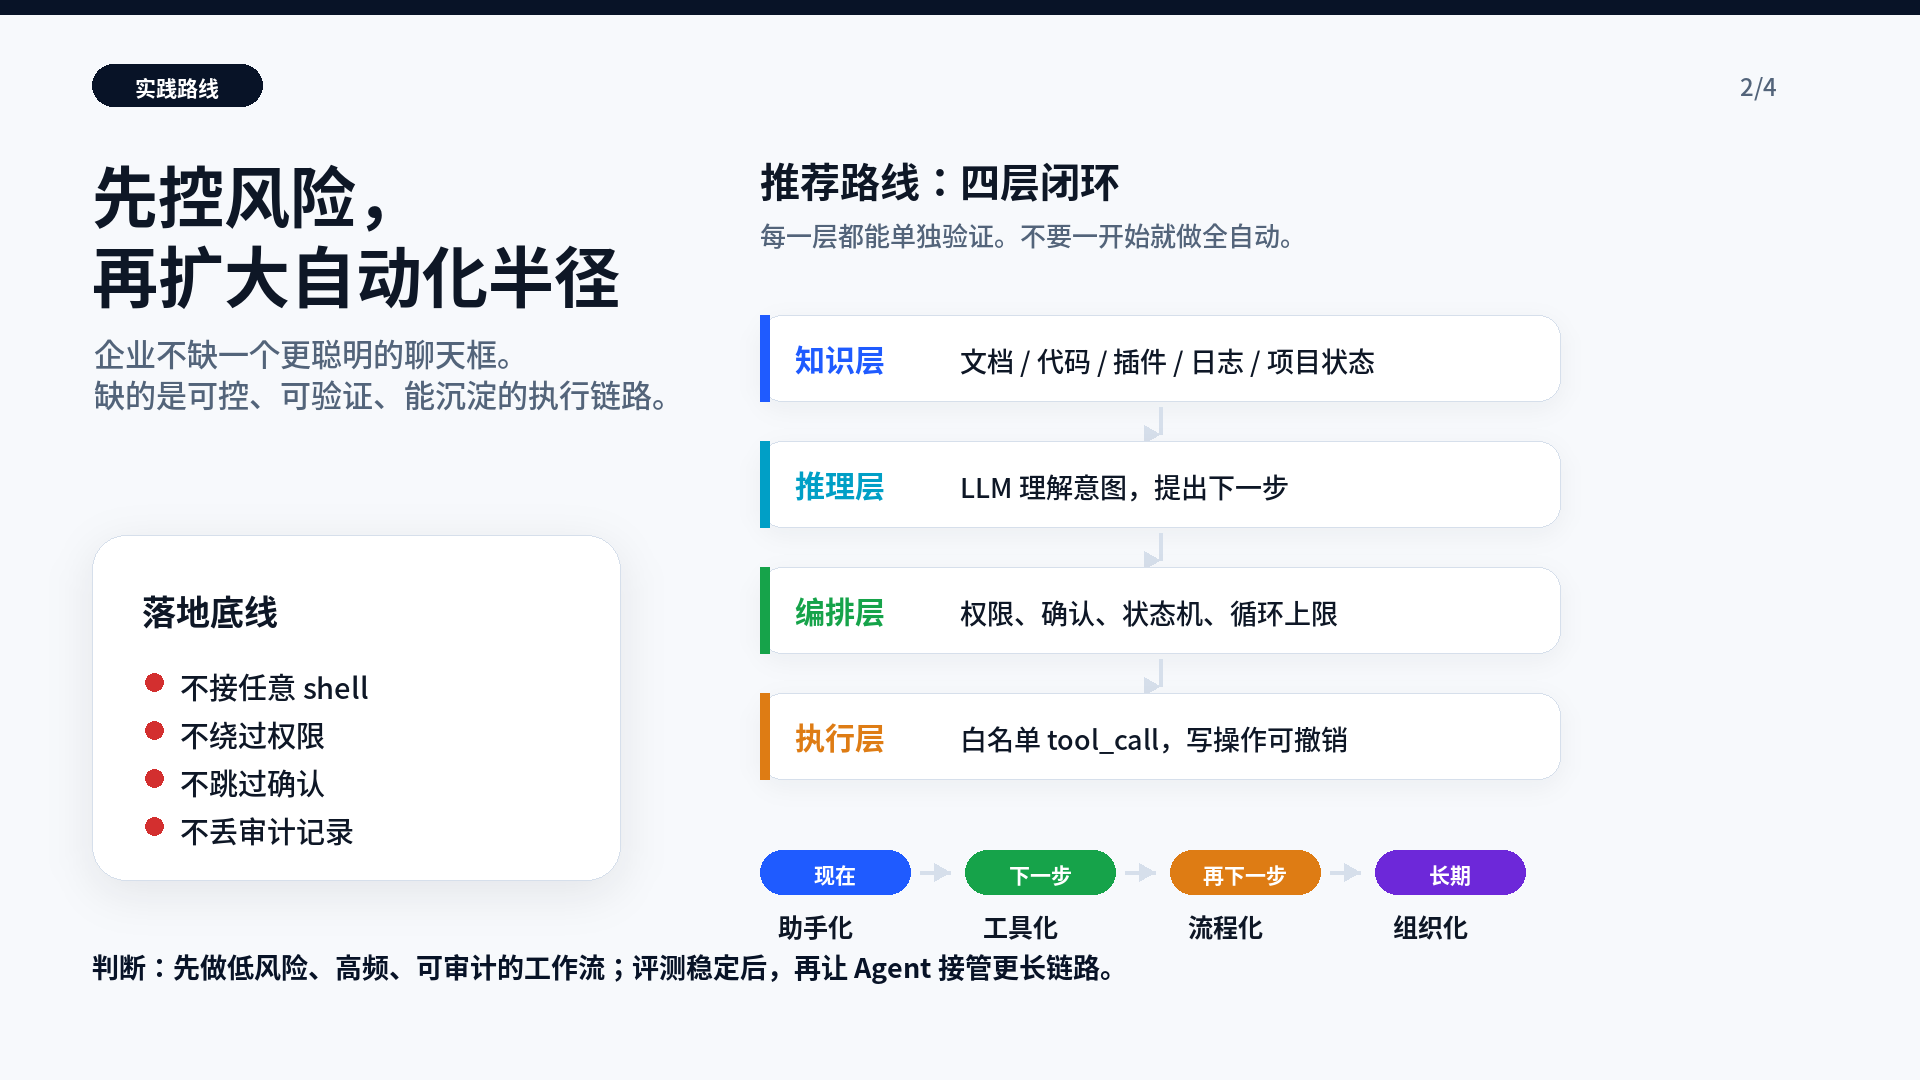 实践路线
2/4
先控风险，
再扩大自动化半径
企业不缺一个更聪明的聊天框。
缺的是可控、可验证、能沉淀的执行链路。
落地底线
不接任意 shell
不绕过权限
不跳过确认
不丢审计记录
推荐路线：四层闭环
每一层都能单独验证。不要一开始就做全自动。
知识层 文档 / 代码 / 插件 / 日志 / 项目状态
推理层 LLM 理解意图，提出下一步
编排层 权限、确认、状态机、循环上限
执行层 白名单 tool_call，写操作可撤销
现在 下一步 再下一步 长期
助手化 工具化 流程化 组织化
判断：先做低风险、高频、可审计的工作流；评测稳定后，再让 Agent 接管更长链路。